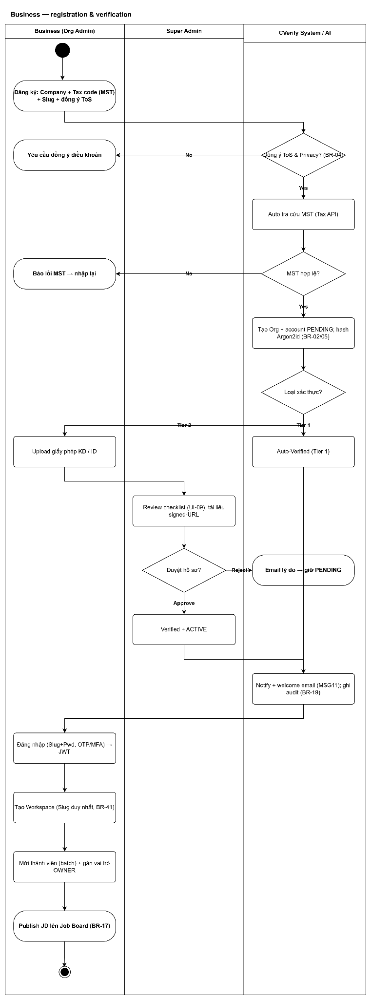 Business — registration & verification
Business (Org Admin)
Super Admin
CVerify System / AI
Đăng ký: Company + Tax code (MST)
+ Slug + đồng ý ToS
Đồng ý ToS & Privacy? (BR-04)
No
Yêu cầu đồng ý điều khoản
Yes
Auto tra cứu MST (Tax API)
MST hợp lệ?
No
Báo lỗi MST → nhập lại
Yes
Tạo Org + account PENDING; hash
Argon2id (BR-02/05)
Loại xác thực?
Tier 2
Tier 1
Upload giấy phép KD / ID
Auto-Verified (Tier 1)
Review checklist (UI-09), tài liệu
signed-URL
Duyệt hồ sơ?
Reject
Email lý do → giữ PENDING
Approve
Verified + ACTIVE
Notify + welcome email (MSG11); ghi
audit (BR-19)
Đăng nhập (Slug+Pwd, OTP/MFA) →
JWT
Tạo Workspace (Slug duy nhất, BR-41)
Mời thành viên (batch) + gán vai trò
OWNER
Publish JD lên Job Board (BR-17)